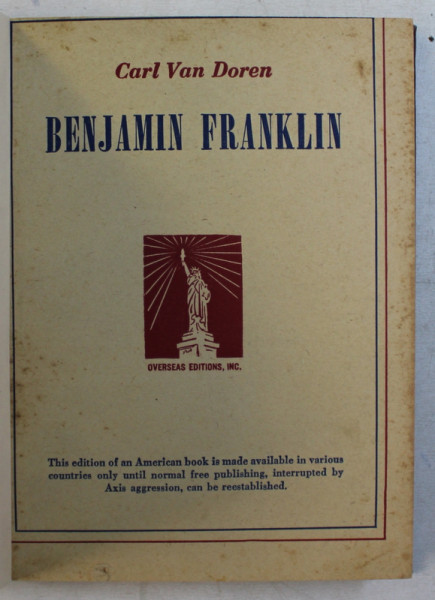 Carl Van Doren
BENJAMIN FRANKLIN
OVERSEAS EDITIONS, INC.
This edition of an American book is made available in various
countries only until normal free publishing, interrupted by
Axis aggression, can be reestablished.